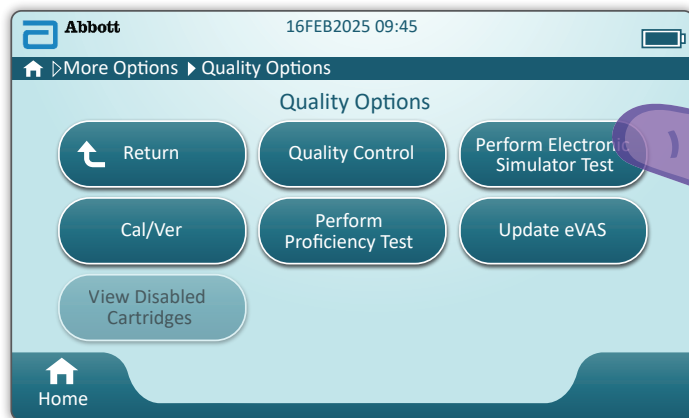 Abbott
16FEB2025 09:45
More Options Quality Options
Quality Options
Return
Quality Control
Perform Electronic
Simulator Test
Cal/Ver
Perform
Proficiency Test
Update eVAS
View Disabled
Cartridges
Home